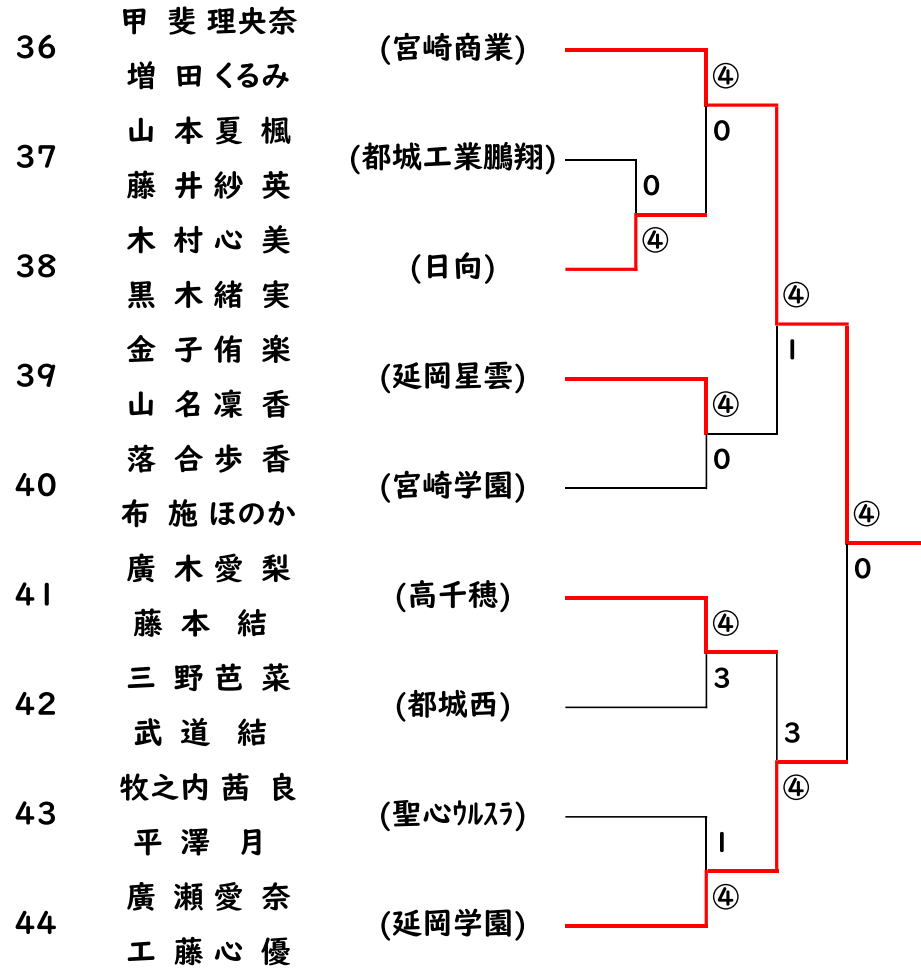 甲 斐 理央奈
36 (宮崎商業)
増 田 くるみ
④
山 本 夏 楓
0
37 (都城工業鵬翔)
藤 井 紗 英
0
木 村 心 美
④
38 (日向)
黒 木 緒 実
④
金 子 侑 楽
1
39 (延岡星雲)
山 名 凜 香
④
落 合 歩 香
0
40 (宮崎学園)
布 施 ほのか
④
廣 木 愛 梨
0
41 (高千穂)
藤 本 結
④
三 野 芭 菜
3
42 (都城西)
武 道 結
3
牧之内 茜 良
④
43 (聖心ウルスラ)
平 澤 月
1
廣 瀬 愛 奈
④
44 (延岡学園)
工 藤 心 優